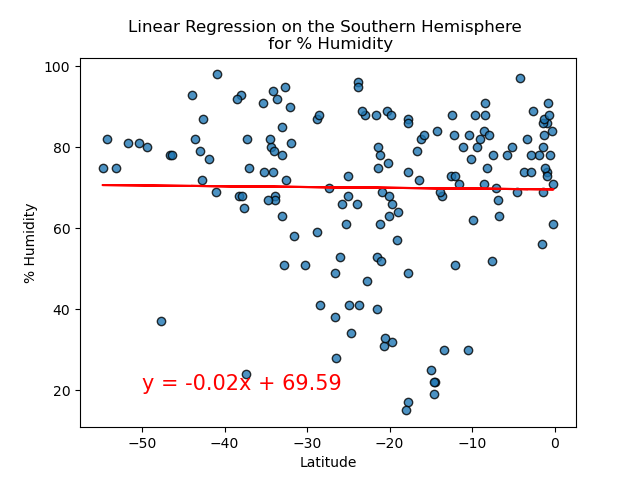 Linear Regression on the Southern Hemisphere
for % Humidity
% Humidity
100
80
60
40
20
y = -0.02x + 69.59
−50
−40
−30
−20
−10
0
Latitude